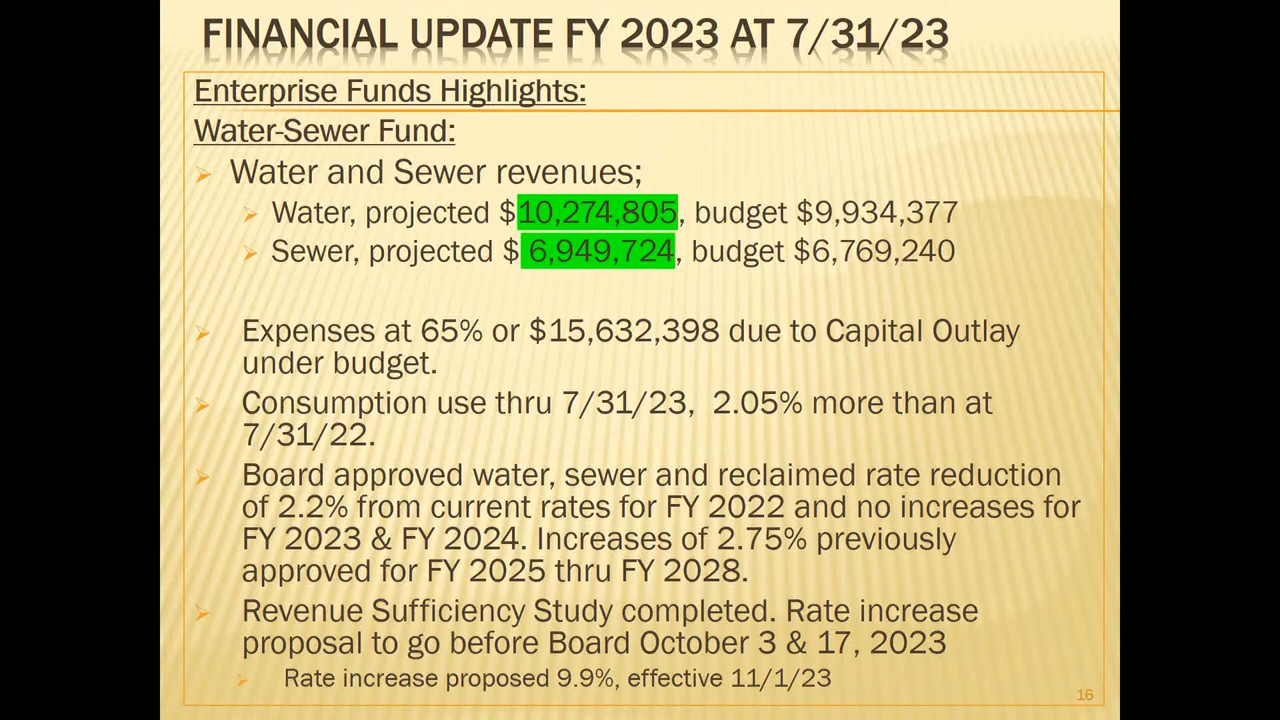 FINANCIAL UPDATE FY 2023 AT 7/31/23
Enterprise Funds Highlights:
Water-Sewer Fund:
Water and Sewer revenues;
Water, projected $10,274,805, budget $9,934,377
Sewer, projected $ 6,949,724, budget $6,769,240
Expenses at 65% or $15,632,398 due to Capital Outlay
under budget.
Consumption use thru 7/31/23, 2.05% more than at
7/31/22.
Board approved water, sewer and reclaimed rate reduction
of 2.2% from current rates for FY 2022 and no increases for
FY 2023 & FY 2024. Increases of 2.75% previously
approved for FY 2025 thru FY 2028.
Revenue Sufficiency Study completed. Rate increase
proposal to go before Board October 3 & 17, 2023
Rate increase proposed 9.9%, effective 11/1/23
16